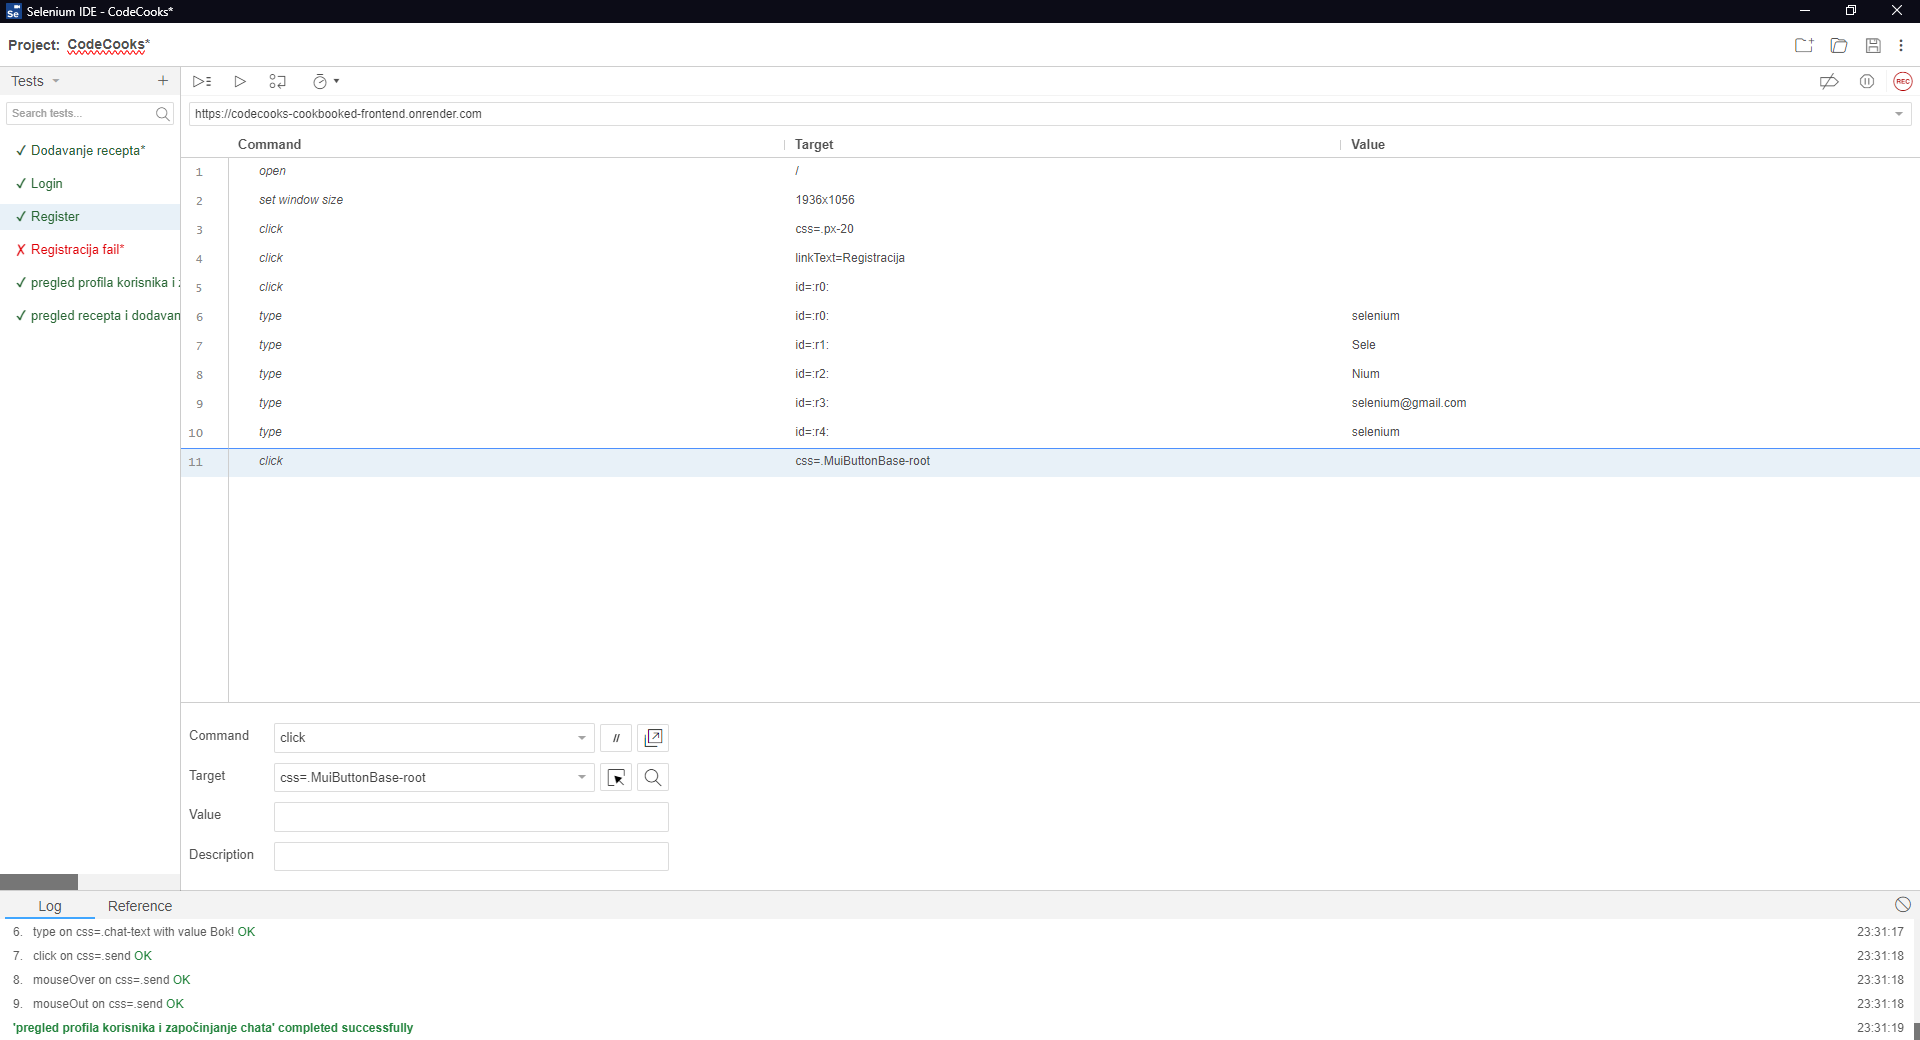 Selenium IDE - CodeCooks*
Project: CodeCooks*
Tests
Search tests...
https://codecooks-cookbooked-frontend.onrender.com
Command Target Value
✓ Dodavanje recepta*
✓ Login
✓ Register
✗ Registracija fail*
✓ pregled profila korisnika i
✓ pregled recepta i dodavan
1 open /
2 set window size 1936x1056
3 click css=.px-20
4 click linkText=Registracija
5 click id=:r0:
6 type id=:r0: selenium
7 type id=:r1: Sele
8 type id=:r2: Nium
9 type id=:r3: selenium@gmail.com
10 type id=:r4: selenium
11 click css=.MuiButtonBase-root
Command click //
Target css=.MuiButtonBase-root
Value
Description
Log Reference
6. type on css=.chat-text with value Bok! OK 23:31:17
7. click on css=.send OK 23:31:18
8. mouseOver on css=.send OK 23:31:18
9. mouseOut on css=.send OK 23:31:18
'pregled profila korisnika i započinjanje chata' completed successfully 23:31:19
REC
Se